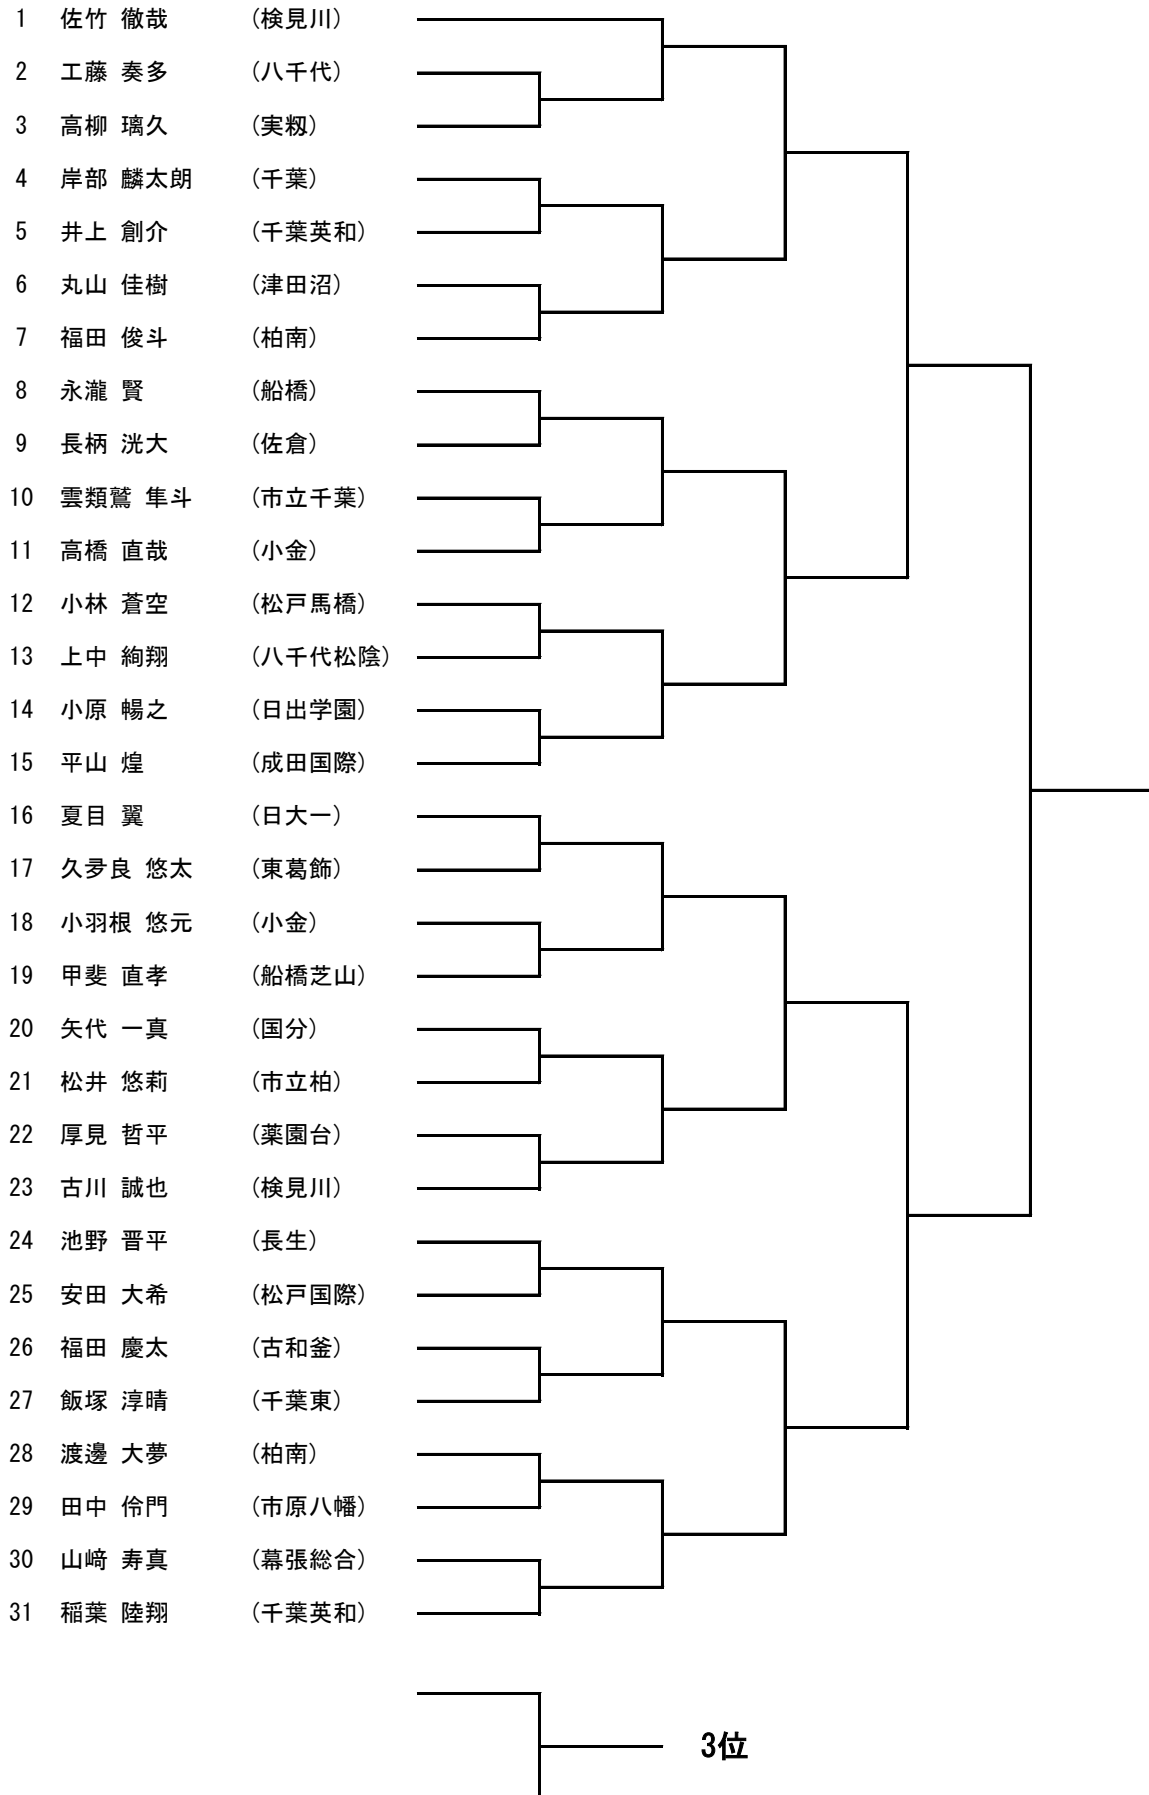 1 佐竹 徹哉 (検見川)
2 工藤 奏多 (八千代)
3 高柳 璃久 (実籾)
4 岸部 麟太朗 (千葉)
5 井上 創介 (千葉英和)
6 丸山 佳樹 (津田沼)
7 福田 俊斗 (柏南)
8 永瀧 賢 (船橋)
9 長柄 洸大 (佐倉)
10 雲類鷲 隼斗 (市立千葉)
11 高橋 直哉 (小金)
12 小林 蒼空 (松戸馬橋)
13 上中 絢翔 (八千代松陰)
14 小原 暢之 (日出学園)
15 平山 煌 (成田国際)
16 夏目 翼 (日大一)
17 久夛良 悠太 (東葛飾)
18 小羽根 悠元 (小金)
19 甲斐 直孝 (船橋芝山)
20 矢代 一真 (国分)
21 松井 悠莉 (市立柏)
22 厚見 哲平 (薬園台)
23 古川 誠也 (検見川)
24 池野 晋平 (長生)
25 安田 大希 (松戸国際)
26 福田 慶太 (古和釜)
27 飯塚 淳晴 (千葉東)
28 渡邊 大夢 (柏南)
29 田中 伶門 (市原八幡)
30 山﨑 寿真 (幕張総合)
31 稲葉 陸翔 (千葉英和)
3位